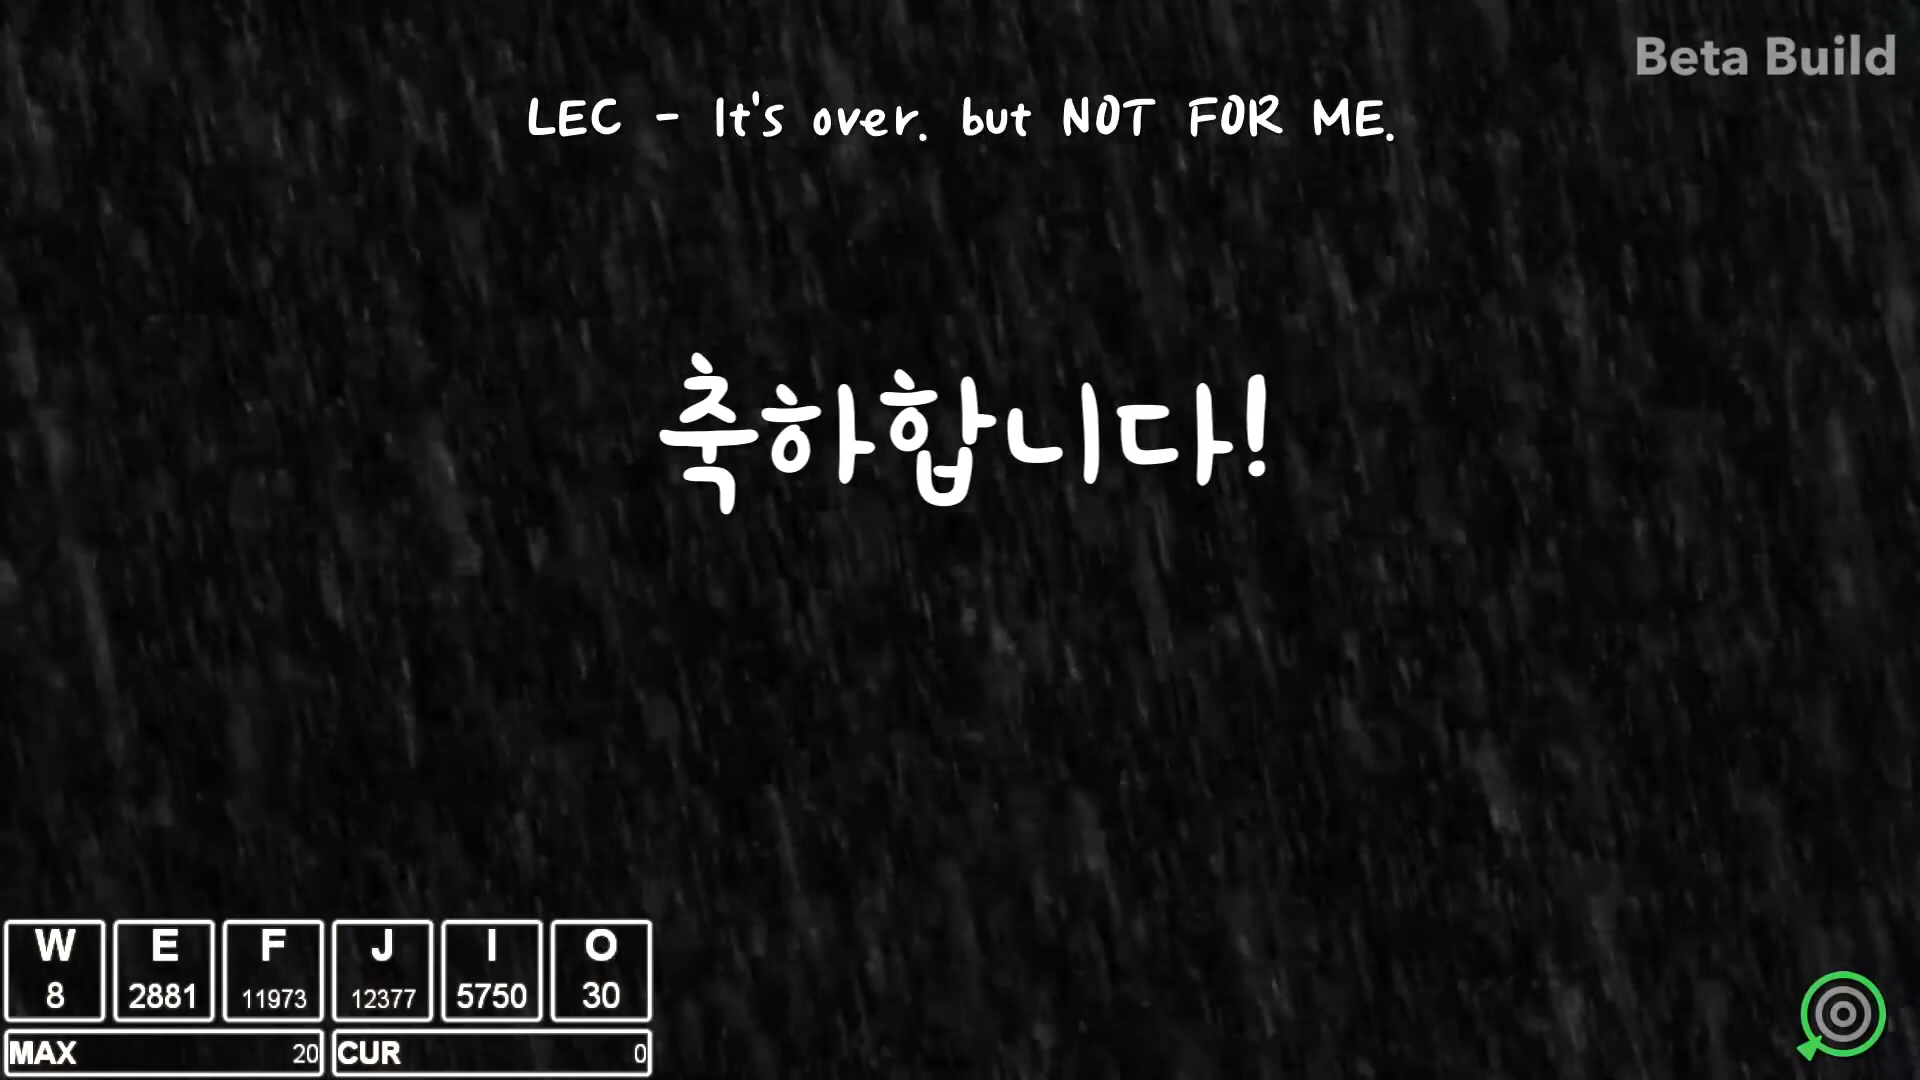 Beta Build
LEC - It's over. but NOT FOR ME.
축하합니다!
W E F J I O
8 2881 11973 12377 5750 30
MAX 20 CUR 0